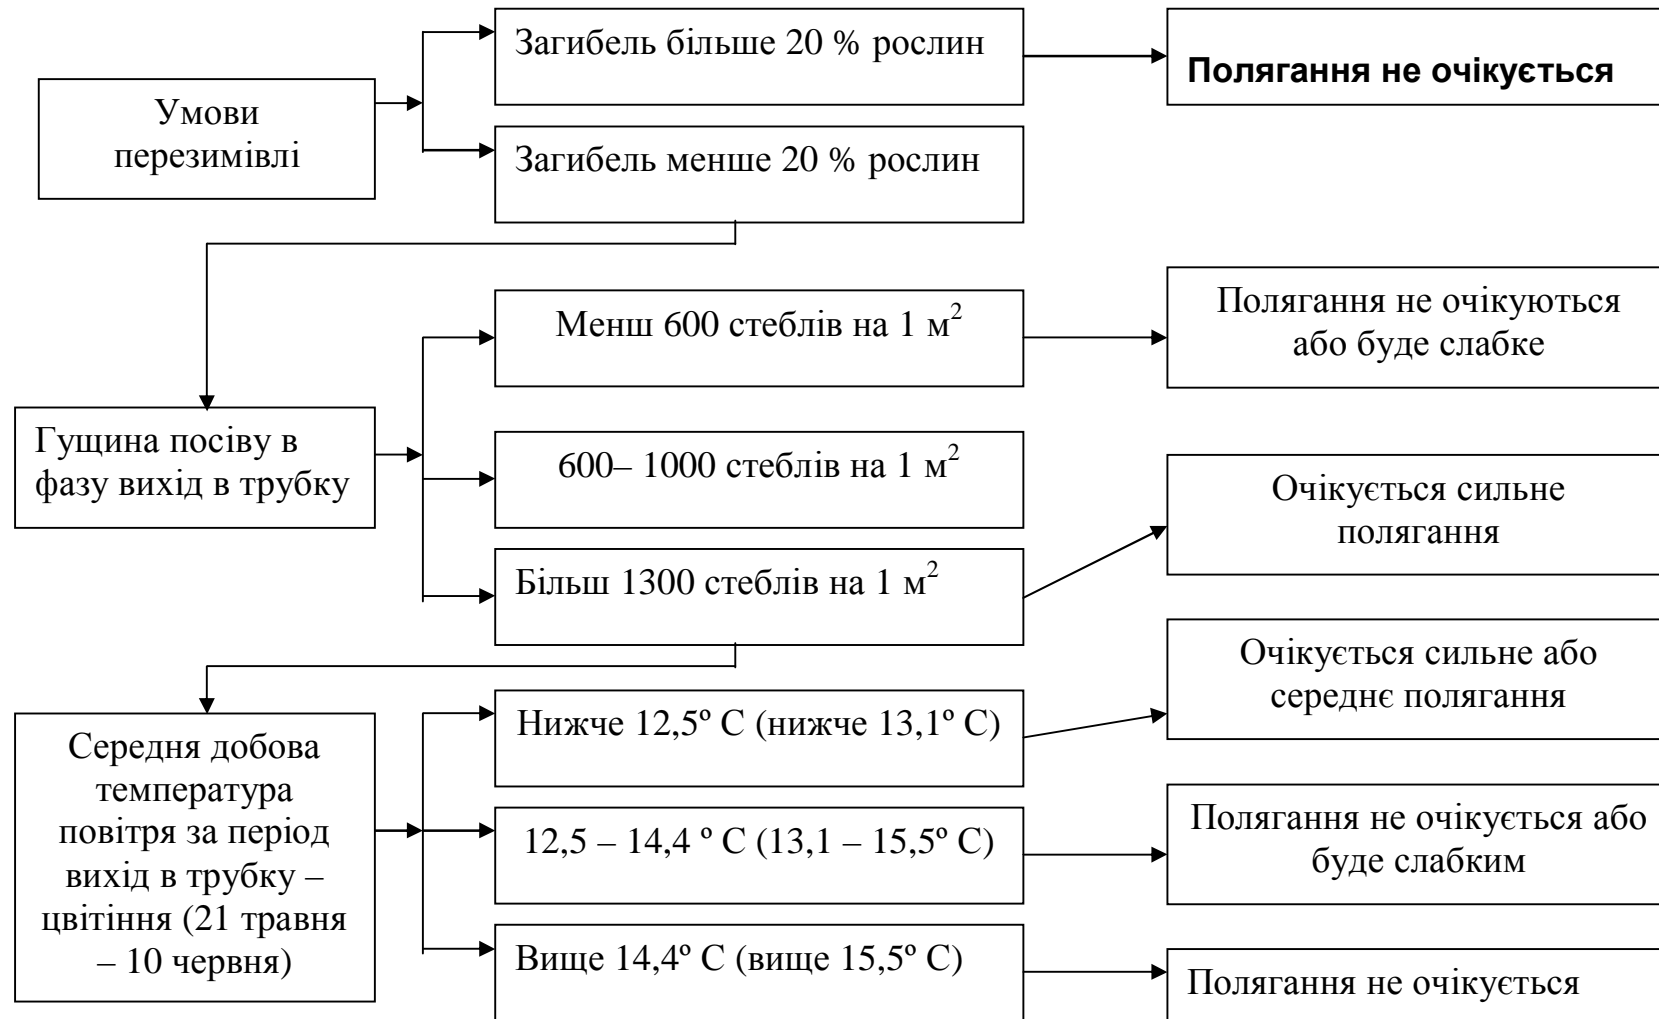 Умови
перезимівлі
Загибель більше 20 % рослин
Полягання не очікується
Загибель менше 20 % рослин
Гущина посіву в
фазу вихід в трубку
Менш 600 стеблів на 1 м²
Полягання не очікуються
або буде слабке
600– 1000 стеблів на 1 м²
Більш 1300 стеблів на 1 м²
Очікується сильне
полягання
Середня добова
температура
повітря за період
вихід в трубку –
цвітіння (21 травня
– 10 червня)
Нижче 12,5º С (нижче 13,1º С)
Очікується сильне або
середнє полягання
12,5 – 14,4 º С (13,1 – 15,5º С)
Полягання не очікується або
буде слабким
Вище 14,4º С (вище 15,5º С)
Полягання не очікується